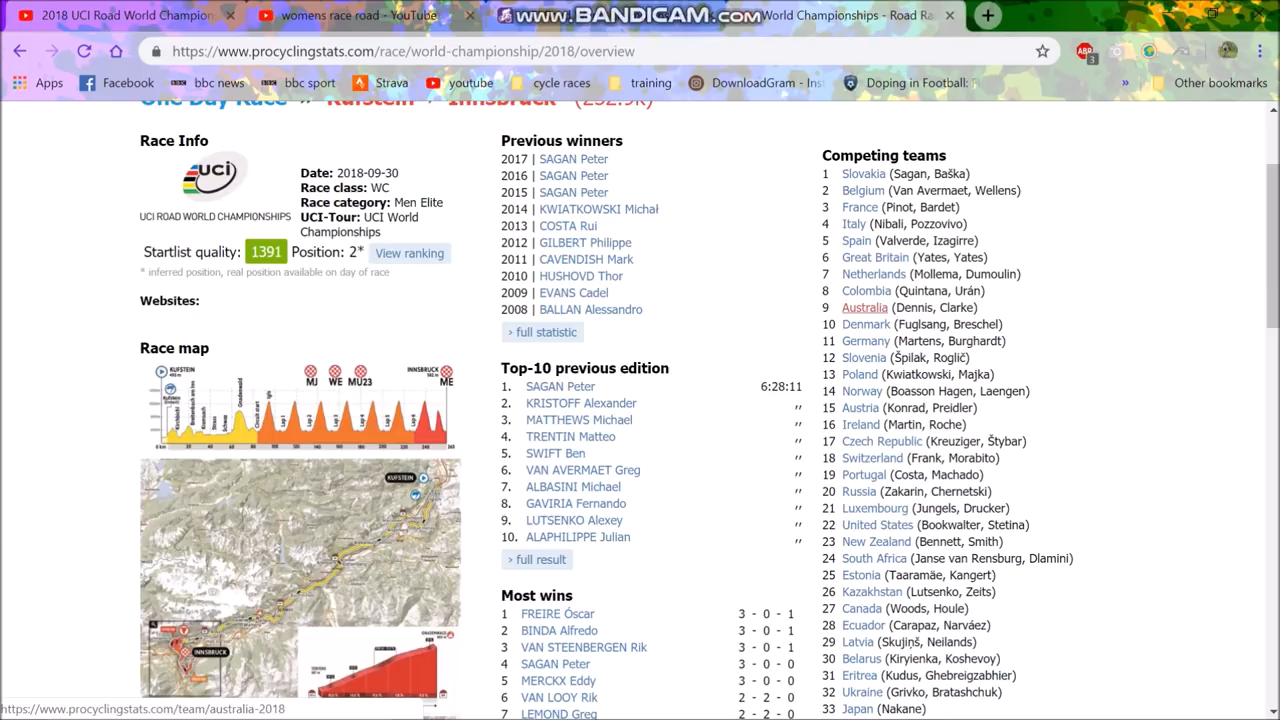 2018 UCI Road World Champion
womens race road - YouTube
www.BANDICAM.com
World Championships - Road Ra
https://www.procyclingstats.com/race/world-championship/2018/overview
ABP
3
Apps
Facebook
BBC bbc news
BBC bbc sport
Strava
youtube
cycle races
training
DownloadGram - Inst
Doping in Football:
»
Other bookmarks
One Day Race » Kufstein › Innsbruck (252.9k)
Race Info
uci
UCI ROAD WORLD CHAMPIONSHIPS
Date: 2018-09-30
Race class: WC
Race category: Men Elite
UCI-Tour: UCI World
Championships
Startlist quality: 1391 Position: 2* View ranking
* inferred position, real position available on day of race
Websites:
Race map
KUFSTEIN
MJ
WE
MU23
INNSBRUCK
ME
KUFSTEIN
INNSBRUCK
Previous winners
2017 | SAGAN Peter
2016 | SAGAN Peter
2015 | SAGAN Peter
2014 | KWIATKOWSKI Michał
2013 | COSTA Rui
2012 | GILBERT Philippe
2011 | CAVENDISH Mark
2010 | HUSHOVD Thor
2009 | EVANS Cadel
2008 | BALLAN Alessandro
› full statistic
Top-10 previous edition
1. SAGAN Peter 6:28:11
2. KRISTOFF Alexander ,,
3. MATTHEWS Michael ,,
4. TRENTIN Matteo ,,
5. SWIFT Ben ,,
6. VAN AVERMAET Greg ,,
7. ALBASINI Michael ,,
8. GAVIRIA Fernando ,,
9. LUTSENKO Alexey ,,
10. ALAPHILIPPE Julian ,,
› full result
Most wins
1 FREIRE Óscar 3 - 0 - 1
2 BINDA Alfredo 3 - 0 - 1
3 VAN STEENBERGEN Rik 3 - 0 - 1
4 SAGAN Peter 3 - 0 - 0
5 MERCKX Eddy 3 - 0 - 0
6 VAN LOOY Rik 2 - 2 - 0
7 LEMOND Greg 2 - 2 - 0
Competing teams
1 Slovakia (Sagan, Baška)
2 Belgium (Van Avermaet, Wellens)
3 France (Pinot, Bardet)
4 Italy (Nibali, Pozzovivo)
5 Spain (Valverde, Izagirre)
6 Great Britain (Yates, Yates)
7 Netherlands (Mollema, Dumoulin)
8 Colombia (Quintana, Urán)
9 Australia (Dennis, Clarke)
10 Denmark (Fuglsang, Breschel)
11 Germany (Martens, Burghardt)
12 Slovenia (Špilak, Roglič)
13 Poland (Kwiatkowski, Majka)
14 Norway (Boasson Hagen, Laengen)
15 Austria (Konrad, Preidler)
16 Ireland (Martin, Roche)
17 Czech Republic (Kreuziger, Štybar)
18 Switzerland (Frank, Morabito)
19 Portugal (Costa, Machado)
20 Russia (Zakarin, Chernetski)
21 Luxembourg (Jungels, Drucker)
22 United States (Bookwalter, Stetina)
23 New Zealand (Bennett, Smith)
24 South Africa (Janse van Rensburg, Dlamini)
25 Estonia (Taaramäe, Kangert)
26 Kazakhstan (Lutsenko, Zeits)
27 Canada (Woods, Houle)
28 Ecuador (Carapaz, Narváez)
29 Latvia (Skujiņš, Neilands)
30 Belarus (Kiryienka, Koshevoy)
31 Eritrea (Kudus, Ghebreigzabhier)
32 Ukraine (Grivko, Bratashchuk)
33 Japan (Nakane)
https://www.procyclingstats.com/team/australia-2018